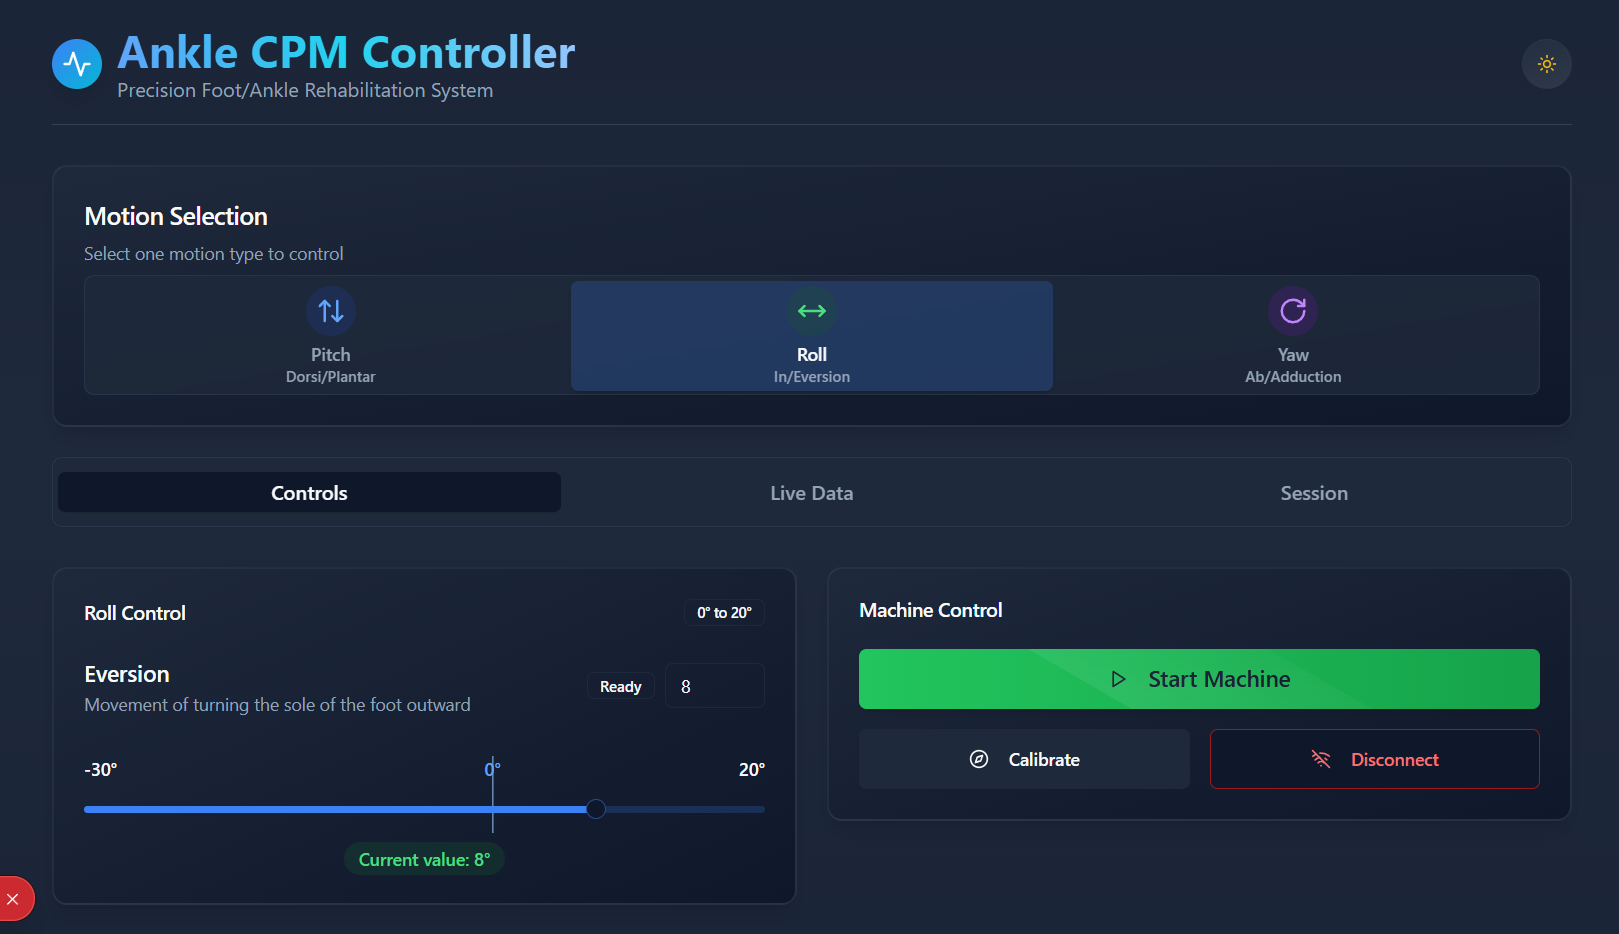 Ankle CPM Controller
Precision Foot/Ankle Rehabilitation System
Motion Selection
Select one motion type to control
Pitch
Dorsi/Plantar
Roll
In/Eversion
Yaw
Ab/Adduction
Controls
Live Data
Session
Roll Control
0° to 20°
Eversion
Movement of turning the sole of the foot outward
Ready
8
-30°
0°
20°
Current value: 8°
Machine Control
Start Machine
Calibrate
Disconnect